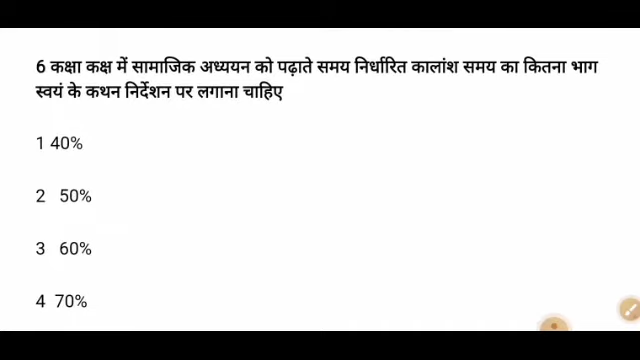 6 कक्षा कक्ष में सामाजिक अध्ययन को पढ़ाते समय निर्धारित कालांश समय का कितना भाग
स्वयं के कथन निर्देशन पर लगाना चाहिए
1 40%
2 50%
3 60%
4 70%